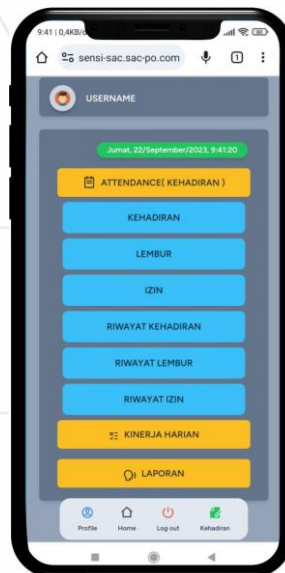 9:41 | 0,4KB/
sensi-sac.sac-po.com
1
USERNAME
Jumat, 22/September/2023, 9:41:20
ATTENDANCE( KEHADIRAN )
KEHADIRAN
LEMBUR
IZIN
RIWAYAT KEHADIRAN
RIWAYAT LEMBUR
RIWAYAT IZIN
KINERJA HARIAN
LAPORAN
Profile Home Log out Kehadiran